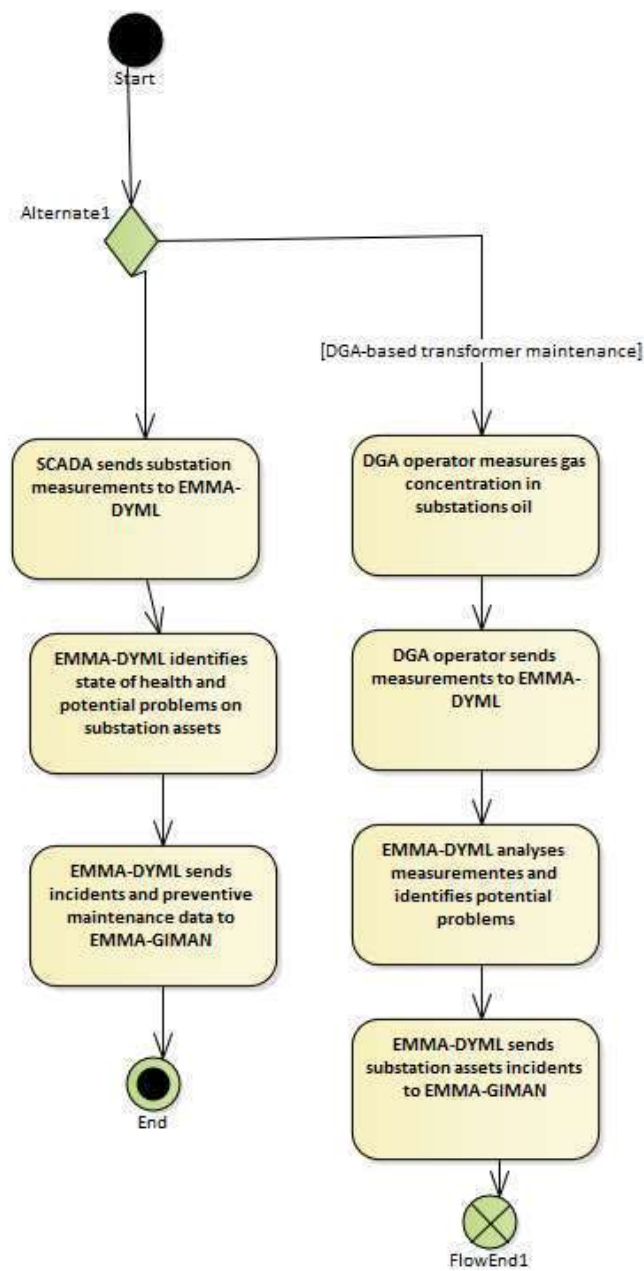 Start
Alternate1
[DGA-based transformer maintenance]
SCADA sends substation
measurements to EMMA-
DYML
DGA operator measures gas
concentration in
substations oil
EMMA-DYML identifies
state of health and
potential problems on
substation assets
DGA operator sends
measurements to EMMA-
DYML
EMMA-DYML sends
incidents and preventive
maintenance data to
EMMA-GIMAN
EMMA-DYML analyses
measurementes and
identifies potential
problems
EMMA-DYML sends
substation assets incidents
to EMMA-GIMAN
End
FlowEnd1